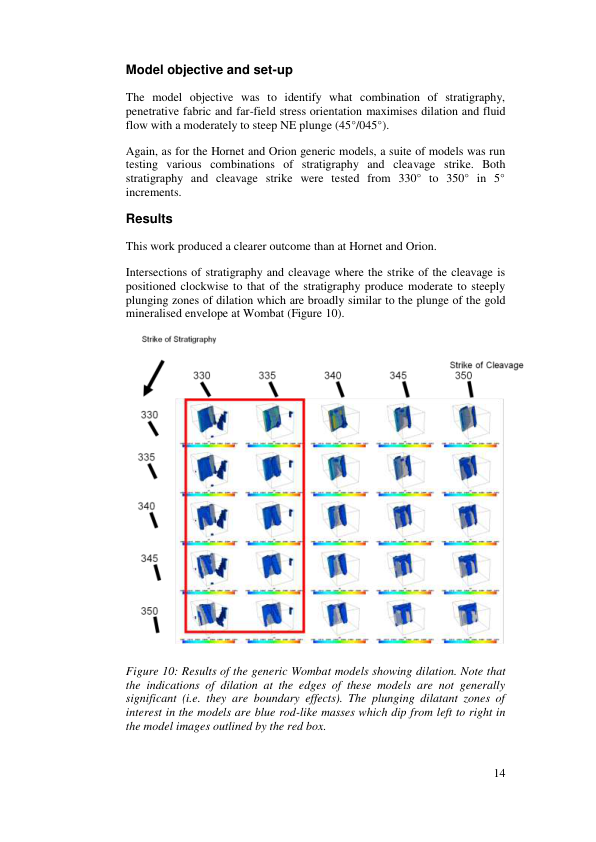 Model objective and set-up
The model objective was to identify what combination of stratigraphy,
penetrative fabric and far-field stress orientation maximises dilation and fluid
flow with a moderately to steep NE plunge (45°/045°).
Again, as for the Hornet and Orion generic models, a suite of models was run
testing various combinations of stratigraphy and cleavage strike. Both
stratigraphy and cleavage strike were tested from 330° to 350° in 5°
increments.
Results
This work produced a clearer outcome than at Hornet and Orion.
Intersections of stratigraphy and cleavage where the strike of the cleavage is
positioned clockwise to that of the stratigraphy produce moderate to steeply
plunging zones of dilation which are broadly similar to the plunge of the gold
mineralised envelope at Wombat (Figure 10).
Strike of Stratigraphy
Strike of Cleavage
330 335 340 345 350
330
335
340
345
350
Figure 10: Results of the generic Wombat models showing dilation. Note that
the indications of dilation at the edges of these models are not generally
significant (i.e. they are boundary effects). The plunging dilatant zones of
interest in the models are blue rod-like masses which dip from left to right in
the model images outlined by the red box.
14